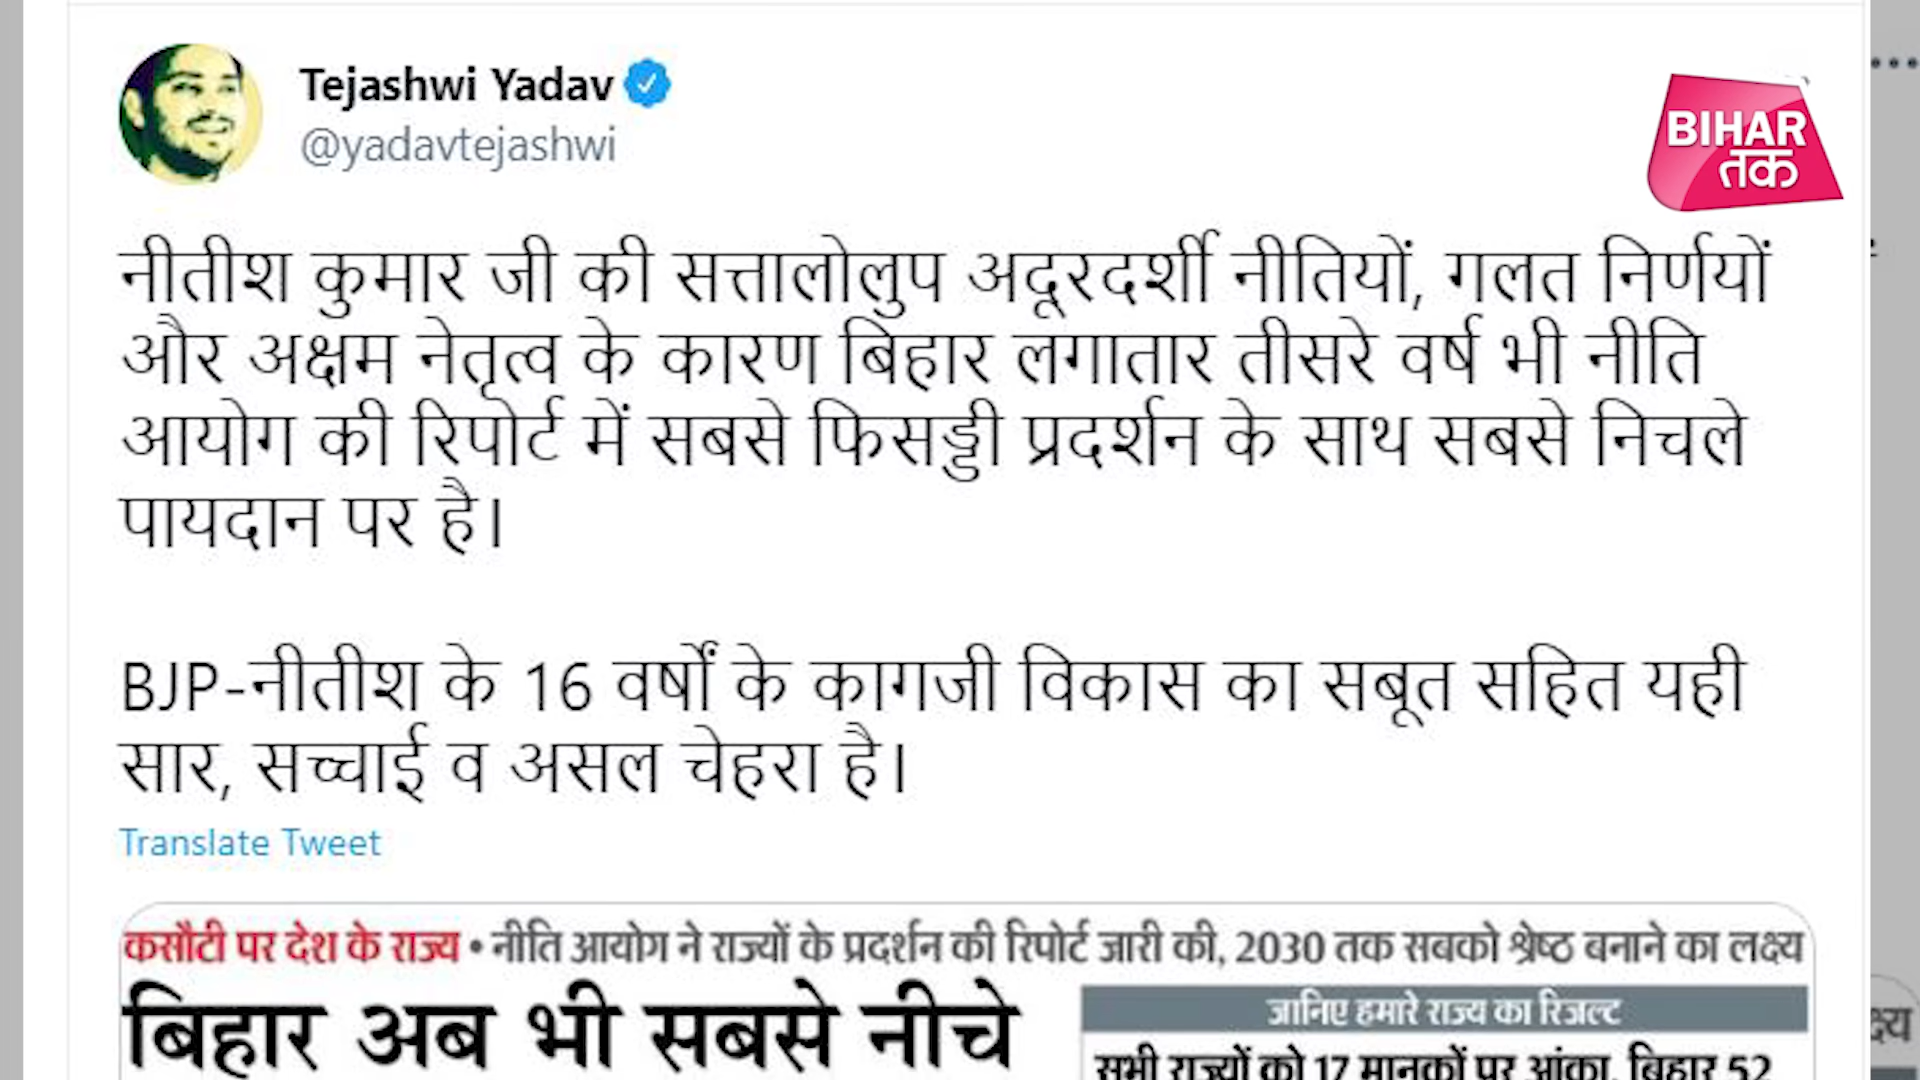 Tejashwi Yadav
@yadavtejashwi
BIHAR
तक
नीतीश कुमार जी की सत्तालोलुप अदूरदर्शी नीतियों, गलत निर्णयों
और अक्षम नेतृत्व के कारण बिहार लगातार तीसरे वर्ष भी नीति
आयोग की रिपोर्ट में सबसे फिसड्डी प्रदर्शन के साथ सबसे निचले
पायदान पर है।
BJP-नीतीश के 16 वर्षों के कागजी विकास का सबूत सहित यही
सार, सच्चाई व असल चेहरा है।
Translate Tweet
कसौटी पर देश के राज्य • नीति आयोग ने राज्यों के प्रदर्शन की रिपोर्ट जारी की, 2030 तक सबको श्रेष्ठ बनाने का लक्ष्य
बिहार अब भी सबसे नीचे
जानिए हमारे राज्य का रिजल्ट
सभी राज्यों को 17 मानकों पर आंका, बिहार 52